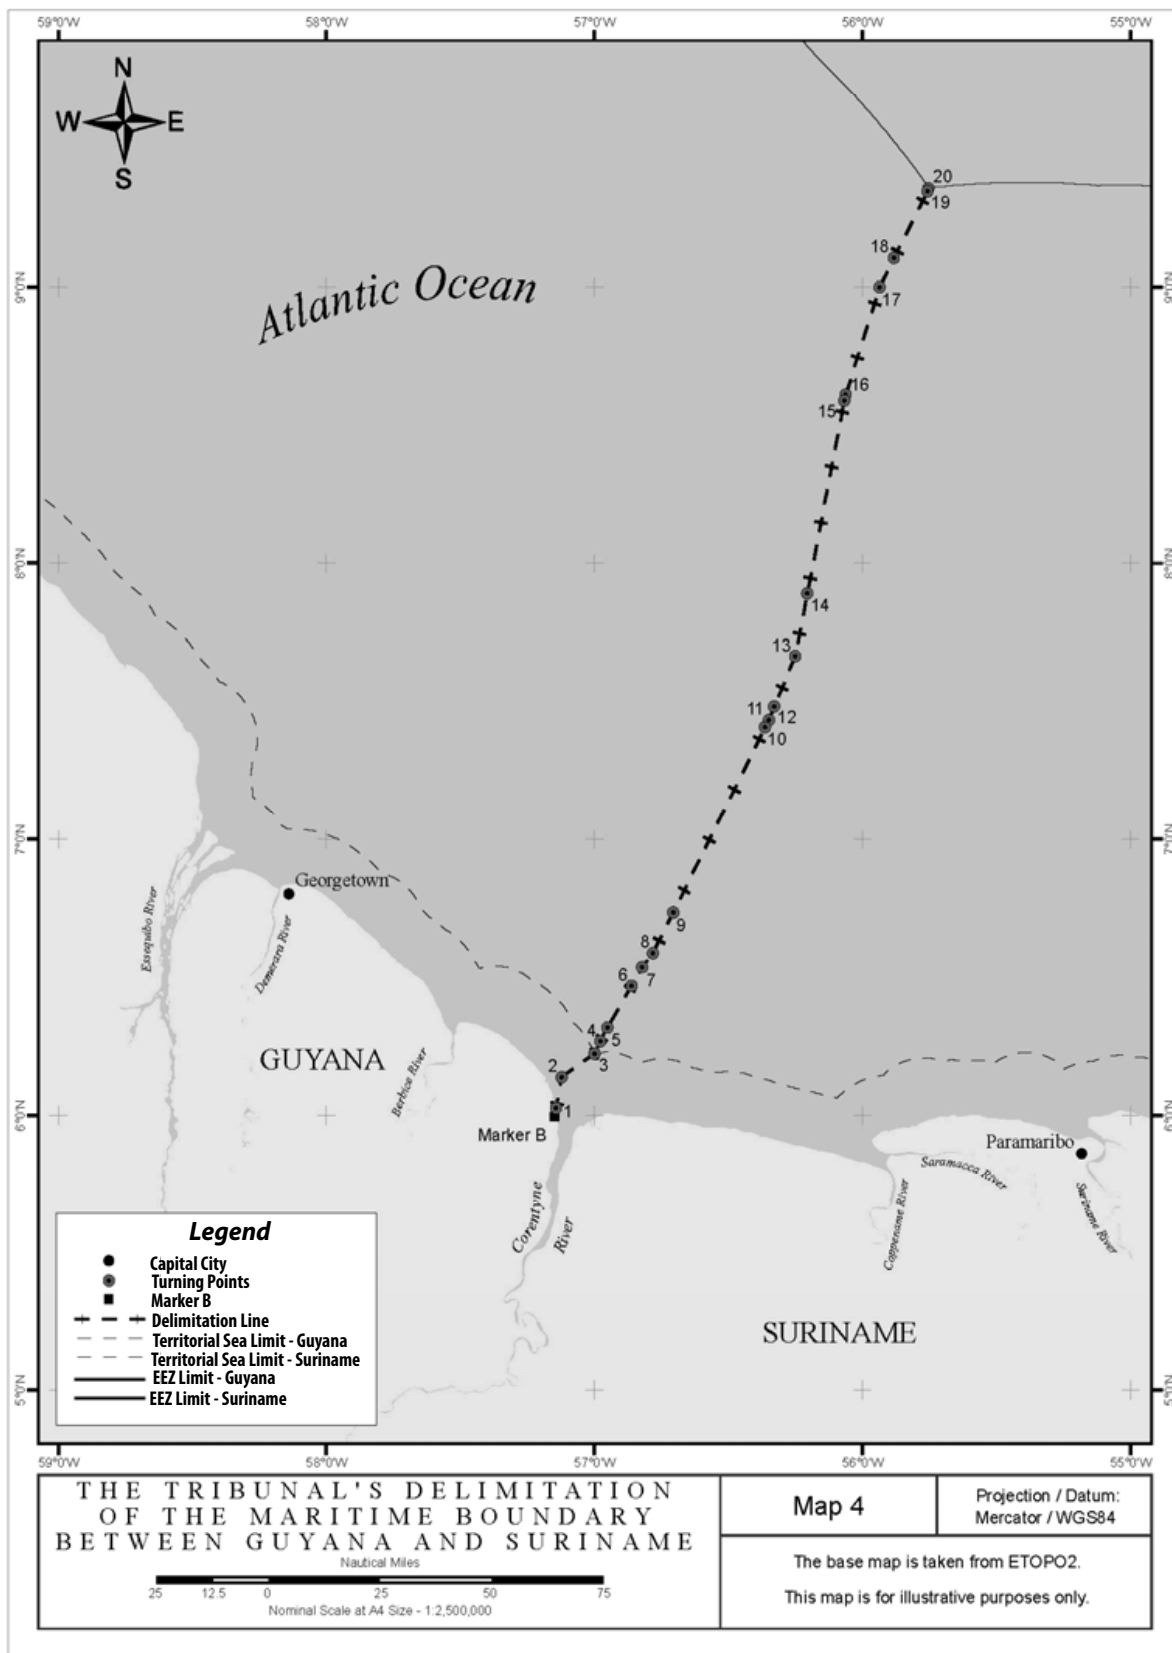 59°0'W 58°0'W 57°0'W 56°0'W 55°0'W
N
W E
S
20
19
18
9°0'N 9°0'N
17
Atlantic Ocean
16
15
8°0'N 8°0'N
14
13
11
12
10
7°0'N 7°0'N
Georgetown
Essequibo River
Demerara River
9
8
7
6
4
5
3
2
GUYANA
Berbice River
1
6°0'N 6°0'N
Marker B
Paramaribo
Saramacca River
Coppename River
Suriname River
Corentyne
River
SURINAME
5°0'N 5°0'N
Legend
Capital City
Turning Points
Marker B
Delimitation Line
Territorial Sea Limit - Guyana
Territorial Sea Limit - Suriname
EEZ Limit - Guyana
EEZ Limit - Suriname
59°0'W 58°0'W 57°0'W 56°0'W 55°0'W
THE TRIBUNAL'S DELIMITATION
OF THE MARITIME BOUNDARY
BETWEEN GUYANA AND SURINAME
Nautical Miles
25 12.5 0 25 50 75
Nominal Scale at A4 Size - 1:2,500,000
Map 4
Projection / Datum:
Mercator / WGS84
The base map is taken from ETOPO2.
This map is for illustrative purposes only.